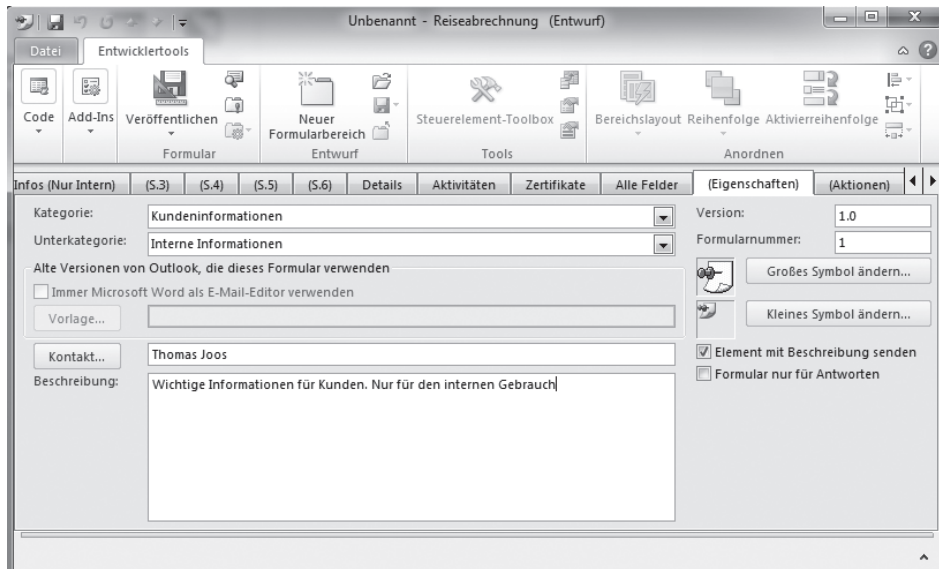 Unbenannt - Reiseabrechnung (Entwurf)
Datei Entwicklertools
Code Add-Ins Veröffentlichen Neuer Formularbereich Steuerelement-Toolbox Bereichslayout Reihenfolge Aktivierreihenfolge
Formular Entwurf Tools Anordnen
Infos (Nur Intern) (S.3) (S.4) (S.5) (S.6) Details Aktivitäten Zertifikate Alle Felder (Eigenschaften) (Aktionen)
Kategorie: Kundeninformationen Version: 1.0
Unterkategorie: Interne Informationen Formularnummer: 1
Alte Versionen von Outlook, die dieses Formular verwenden
Großes Symbol ändern...
Immer Microsoft Word als E-Mail-Editor verwenden
Vorlage... Kleines Symbol ändern...
Kontakt... Thomas Joos
Element mit Beschreibung senden
Formular nur für Antworten
Beschreibung: Wichtige Informationen für Kunden. Nur für den internen Gebrauch